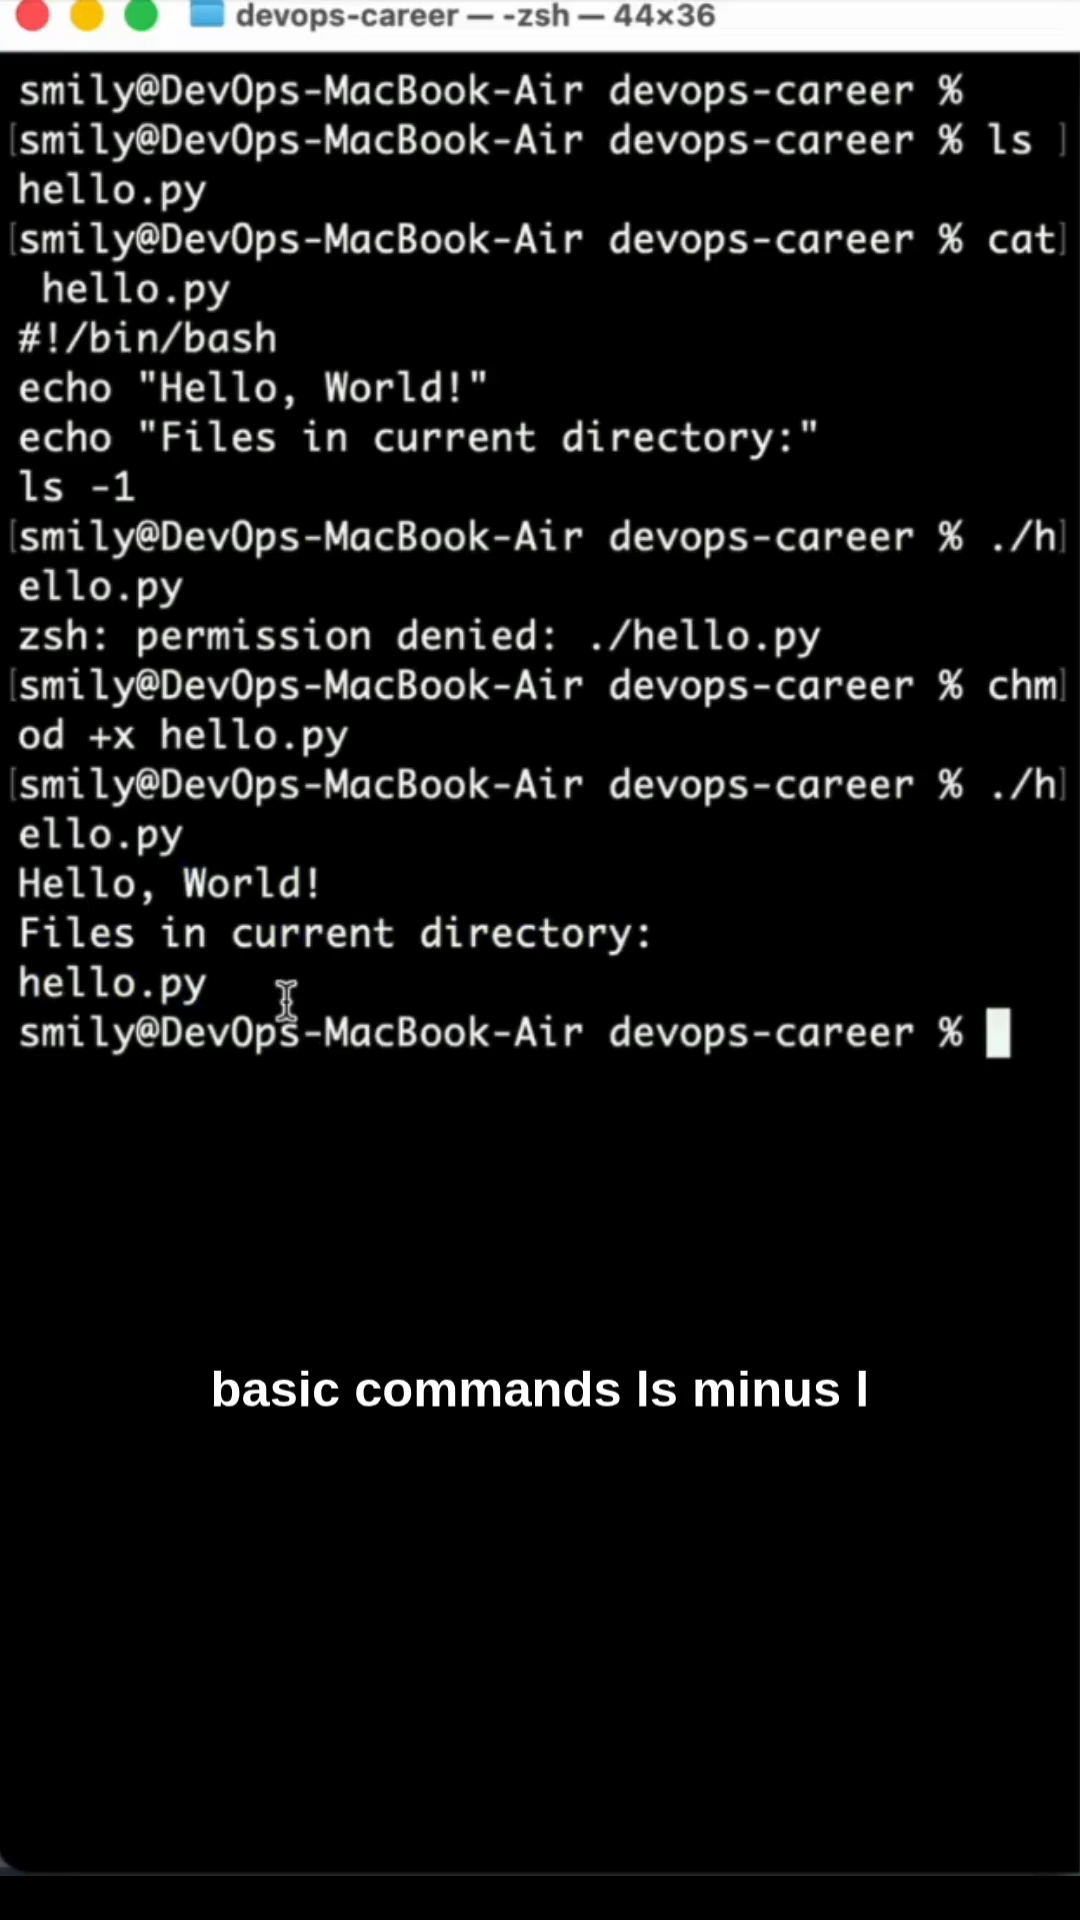 devops-career — -zsh — 44×36
smily@DevOps-MacBook-Air devops-career %
[smily@DevOps-MacBook-Air devops-career % ls ]
hello.py
[smily@DevOps-MacBook-Air devops-career % cat]
 hello.py
#!/bin/bash
echo "Hello, World!"
echo "Files in current directory:"
ls -1
[smily@DevOps-MacBook-Air devops-career % ./h]
ello.py
zsh: permission denied: ./hello.py
[smily@DevOps-MacBook-Air devops-career % chm]
od +x hello.py
[smily@DevOps-MacBook-Air devops-career % ./h]
ello.py
Hello, World!
Files in current directory:
hello.py
smily@DevOps-MacBook-Air devops-career %
basic commands ls minus l